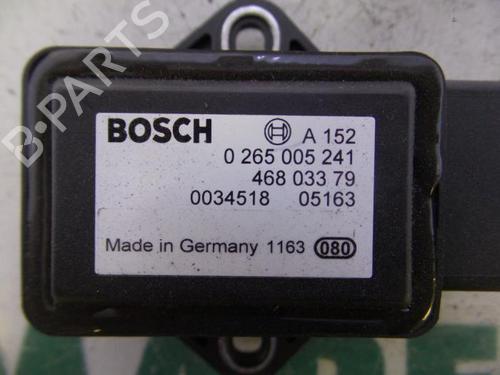 BOSCH A 152
0 265 005 241
468 033 79
0034518 05163
Made in Germany 1163 080
B-PARTS